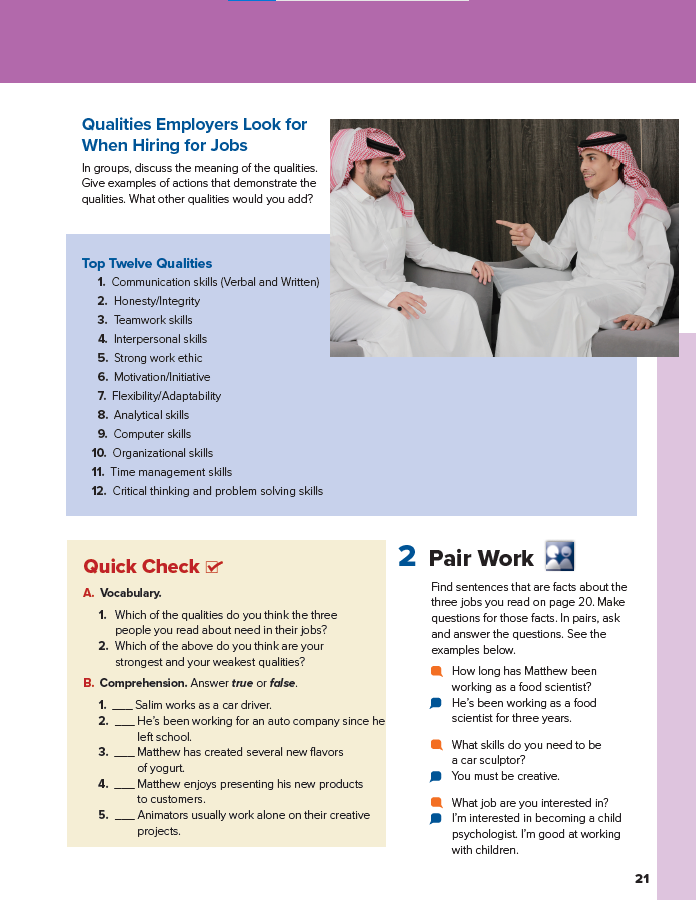 Qualities Employers Look for
When Hiring for Jobs
In groups, discuss the meaning of the qualities.
Give examples of actions that demonstrate the
qualities. What other qualities would you add?
Top Twelve Qualities
1. Communication skills (Verbal and Written)
2. Honesty/Integrity
3. Teamwork skills
4. Interpersonal skills
5. Strong work ethic
6. Motivation/Initiative
7. Flexibility/Adaptability
8. Analytical skills
9. Computer skills
10. Organizational skills
11. Time management skills
12. Critical thinking and problem solving skills
Quick Check
A. Vocabulary.
1. Which of the qualities do you think the three
people you read about need in their jobs?
2. Which of the above do you think are your
strongest and your weakest qualities?
B. Comprehension. Answer true or false.
1. ___ Salim works as a car driver.
2. ___ He's been working for an auto company since he
left school.
3. ___ Matthew has created several new flavors
of yogurt.
4. ___ Matthew enjoys presenting his new products
to customers.
5. ___ Animators usually work alone on their creative
projects.
2 Pair Work
Find sentences that are facts about the
three jobs you read on page 20. Make
questions for those facts. In pairs, ask
and answer the questions. See the
examples below.
How long has Matthew been
working as a food scientist?
He's been working as a food
scientist for three years.
What skills do you need to be
a car sculptor?
You must be creative.
What job are you interested in?
I'm interested in becoming a child
psychologist. I'm good at working
with children.
21